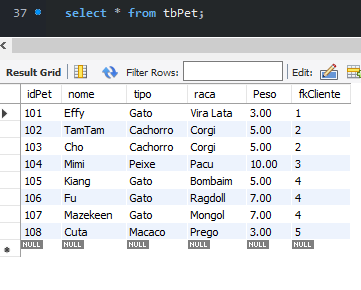 37 select * from tbPet;
Result Grid Filter Rows: Edit:
idPet nome tipo raca Peso fkCliente
101 Effy Gato Vira Lata 3.00 1
102 TamTam Cachorro Corgi 5.00 2
103 Cho Cachorro Corgi 5.00 2
104 Mimi Peixe Pacu 10.00 3
105 Kiang Gato Bombaim 5.00 4
106 Fu Gato Ragdoll 7.00 4
107 Mazekeen Gato Mongol 7.00 4
108 Cuta Macaco Prego 3.00 5
NULL NULL NULL NULL NULL NULL